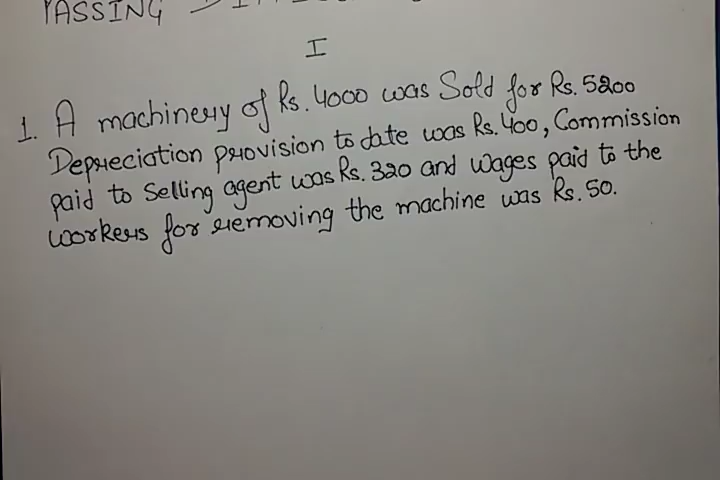 PASSING
I
1. A machinery of Rs. 4000 was Sold for Rs. 5200
Depreciation provision to date was Rs. 400, Commission
paid to Selling agent was Rs. 320 and wages paid to the
workers for removing the machine was Rs. 50.